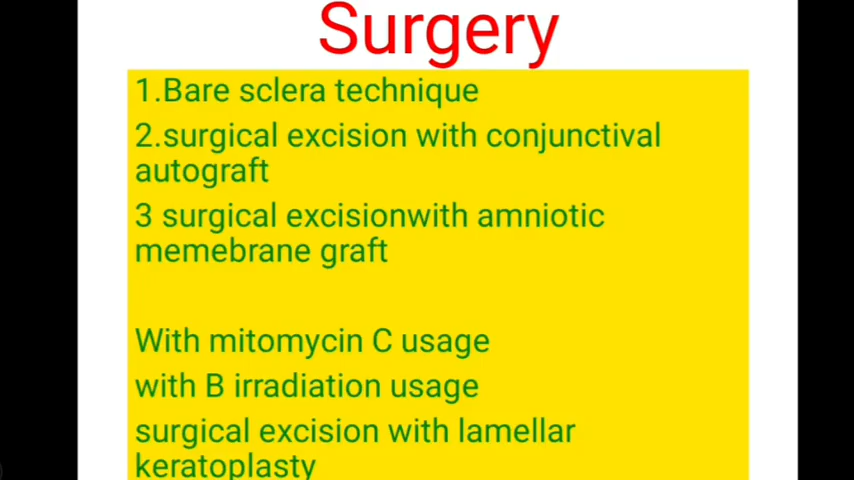 Surgery
1.Bare sclera technique
2.surgical excision with conjunctival
autograft
3 surgical excisionwith amniotic
memebrane graft
With mitomycin C usage
with B irradiation usage
surgical excision with lamellar
keratoplasty